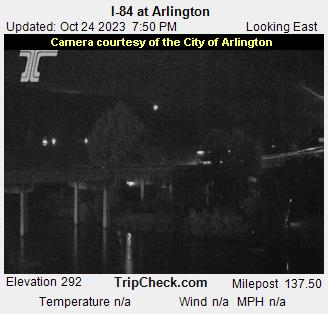 I-84 at Arlington
Updated: Oct 24 2023 7:50 PM Looking East
Camera courtesy of the City of Arlington
Elevation 292 TripCheck.com Milepost 137.50
Temperature n/a Wind n/a MPH n/a